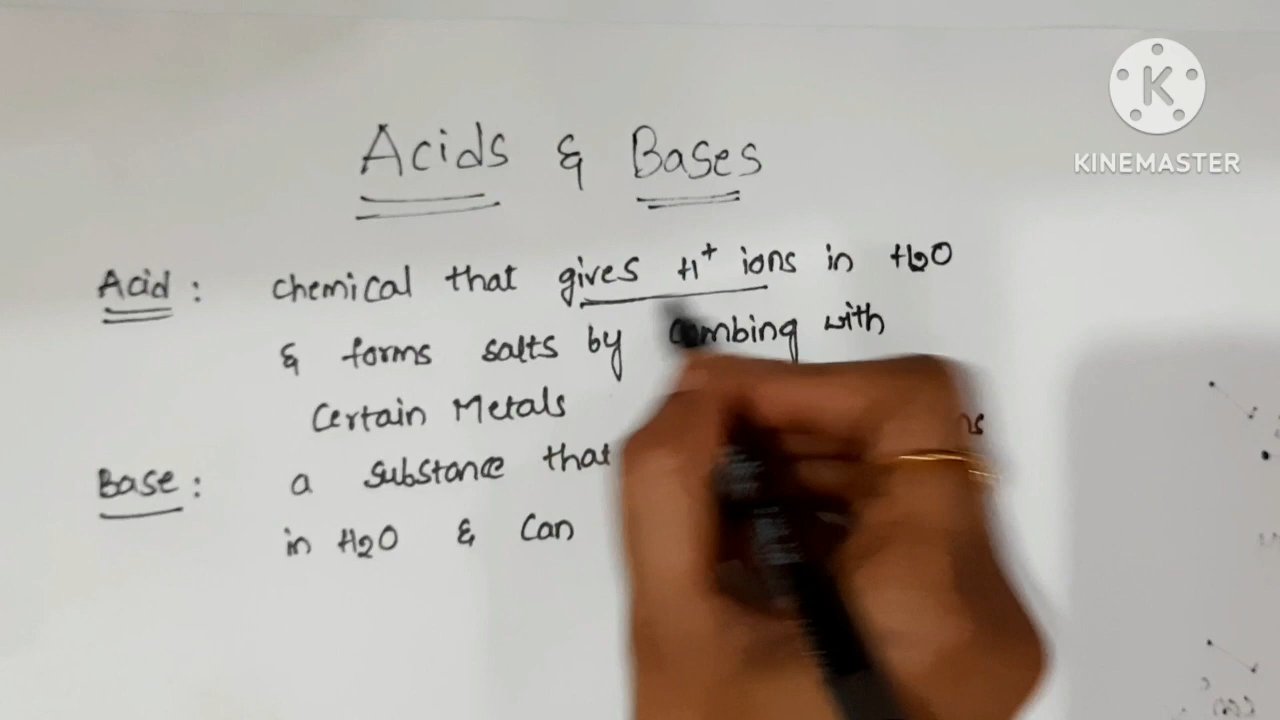 KINEMASTER
Acids & Bases
Acid: chemical that gives H+ ions in H2O
& forms salts by combing with
Certain Metals
Base: a substance that
in H2O & Can